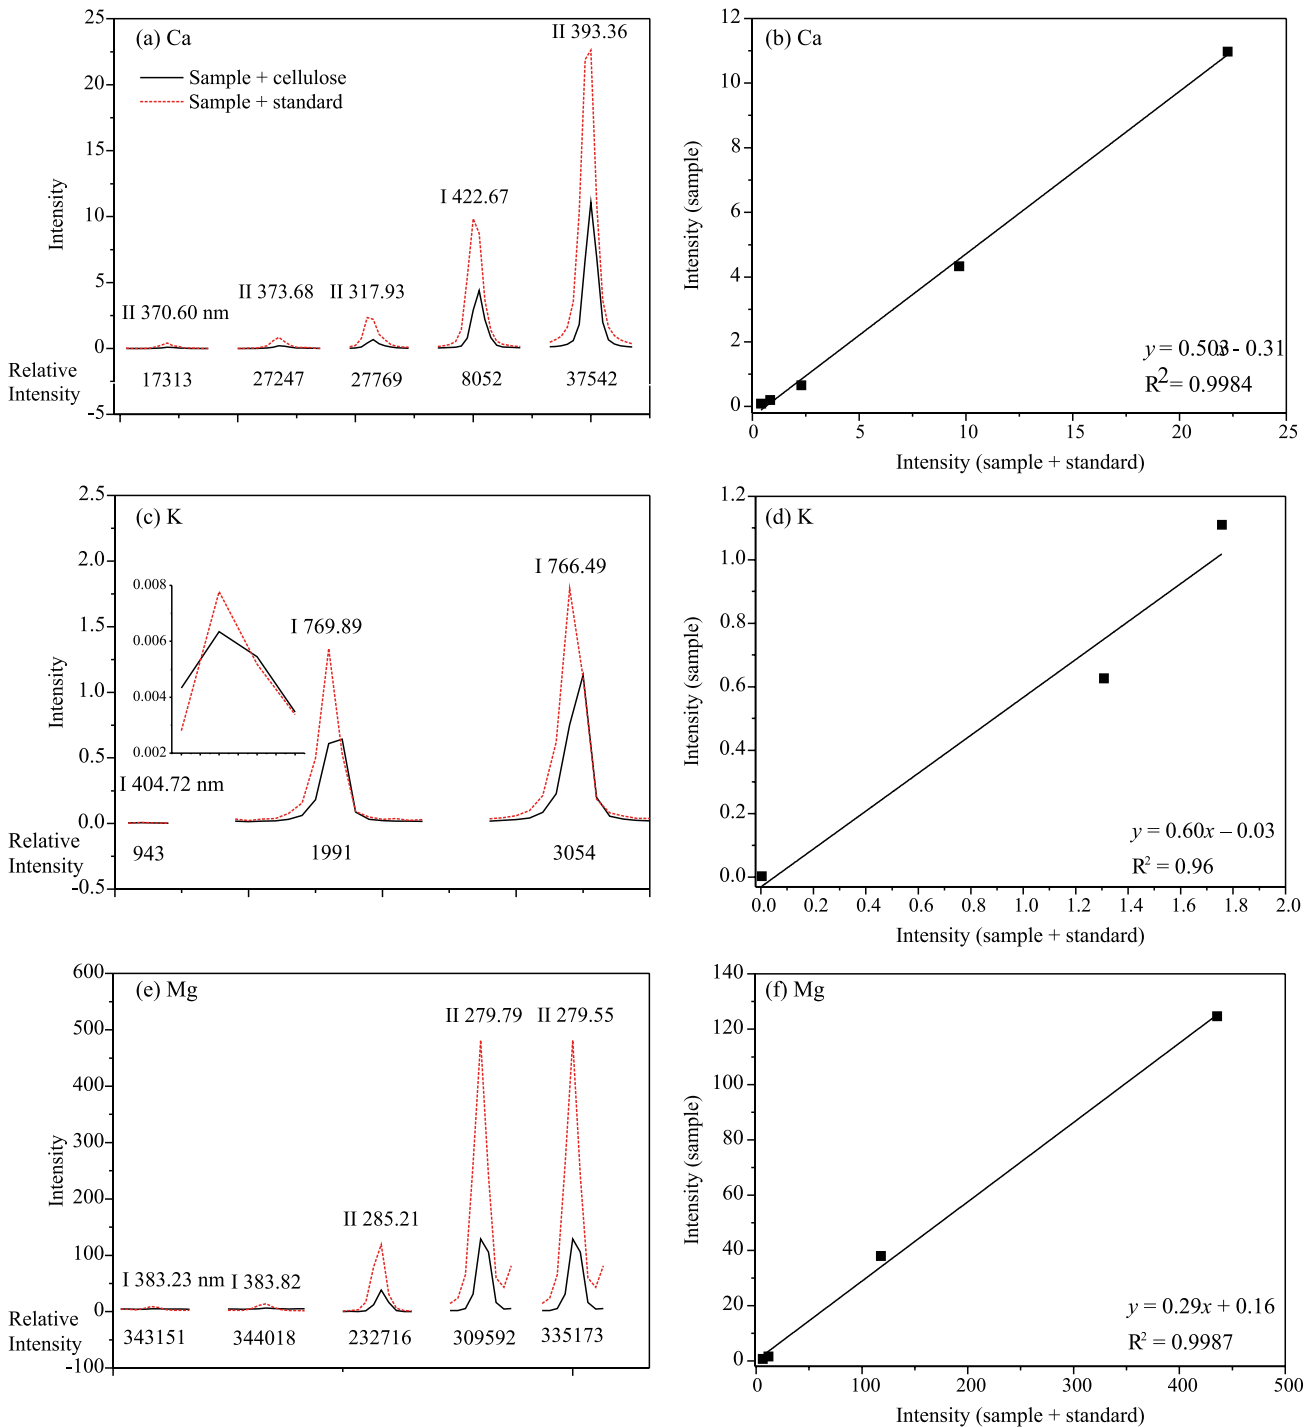 (a) Ca
Sample + cellulose
Sample + standard
II 393.36
I 422.67
II 317.93
II 373.68
II 370.60 nm
25
20
15
10
5
0
-5
Intensity
Relative
Intensity
17313 27247 27769 8052 37542
(b) Ca
12
10
8
6
4
2
0
Intensity (sample)
y = 0.503x - 0.31
R2 = 0.9984
0 5 10 15 20 25
Intensity (sample + standard)
(c) K
2.5
2.0
1.5
1.0
0.5
0.0
-0.5
Intensity
0.008
0.006
0.004
0.002
I 766.49
I 769.89
I 404.72 nm
Relative
Intensity
943 1991 3054
(d) K
1.2
1.0
0.8
0.6
0.4
0.2
0.0
Intensity (sample)
y = 0.60x – 0.03
R2 = 0.96
0.0 0.2 0.4 0.6 0.8 1.0 1.2 1.4 1.6 1.8 2.0
Intensity (sample + standard)
(e) Mg
600
500
400
300
200
100
0
-100
Intensity
II 279.79 II 279.55
II 285.21
I 383.23 nm I 383.82
Relative
Intensity
343151 344018 232716 309592 335173
(f) Mg
140
120
100
80
60
40
20
0
Intensity (sample)
y = 0.29x + 0.16
R2 = 0.9987
0 100 200 300 400 500
Intensity (sample + standard)